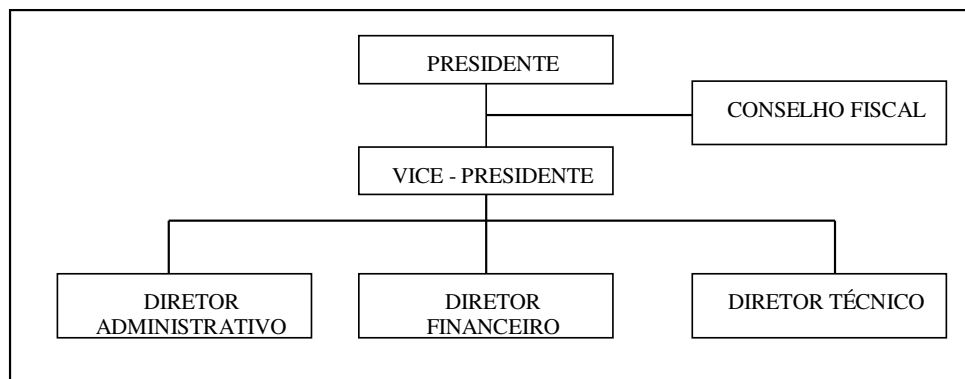 PRESIDENTE
CONSELHO FISCAL
VICE - PRESIDENTE
DIRETOR
ADMINISTRATIVO
DIRETOR
FINANCEIRO
DIRETOR TÉCNICO